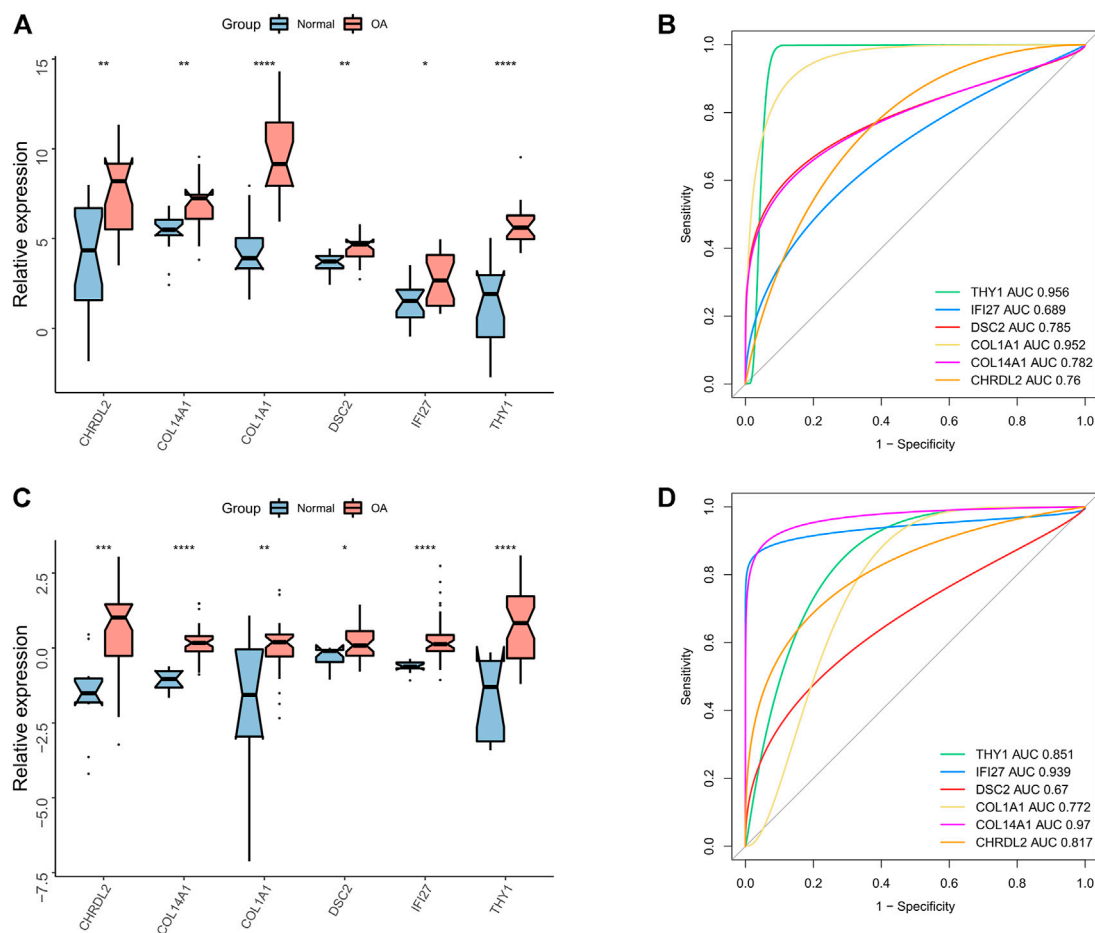 A
Group Normal OA
** ** **** ** * ****
Relative expression
15
10
5
0
CHRDL2
COL14A1
COL1A1
DSC2
IFI27
THY1
B
Sensitivity
1.0
0.8
0.6
0.4
0.2
0.0
THY1 AUC 0.956
IFI27 AUC 0.689
DSC2 AUC 0.785
COL1A1 AUC 0.952
COL14A1 AUC 0.782
CHRDL2 AUC 0.76
0.0 0.2 0.4 0.6 0.8 1.0
1 − Specificity
C
Group Normal OA
*** **** ** * **** ****
Relative expression
2.5
0.0
−2.5
−5.0
−7.5
CHRDL2
COL14A1
COL1A1
DSC2
IFI27
THY1
D
Sensitivity
1.0
0.8
0.6
0.4
0.2
0.0
THY1 AUC 0.851
IFI27 AUC 0.939
DSC2 AUC 0.67
COL1A1 AUC 0.772
COL14A1 AUC 0.97
CHRDL2 AUC 0.817
0.0 0.2 0.4 0.6 0.8 1.0
1 − Specificity